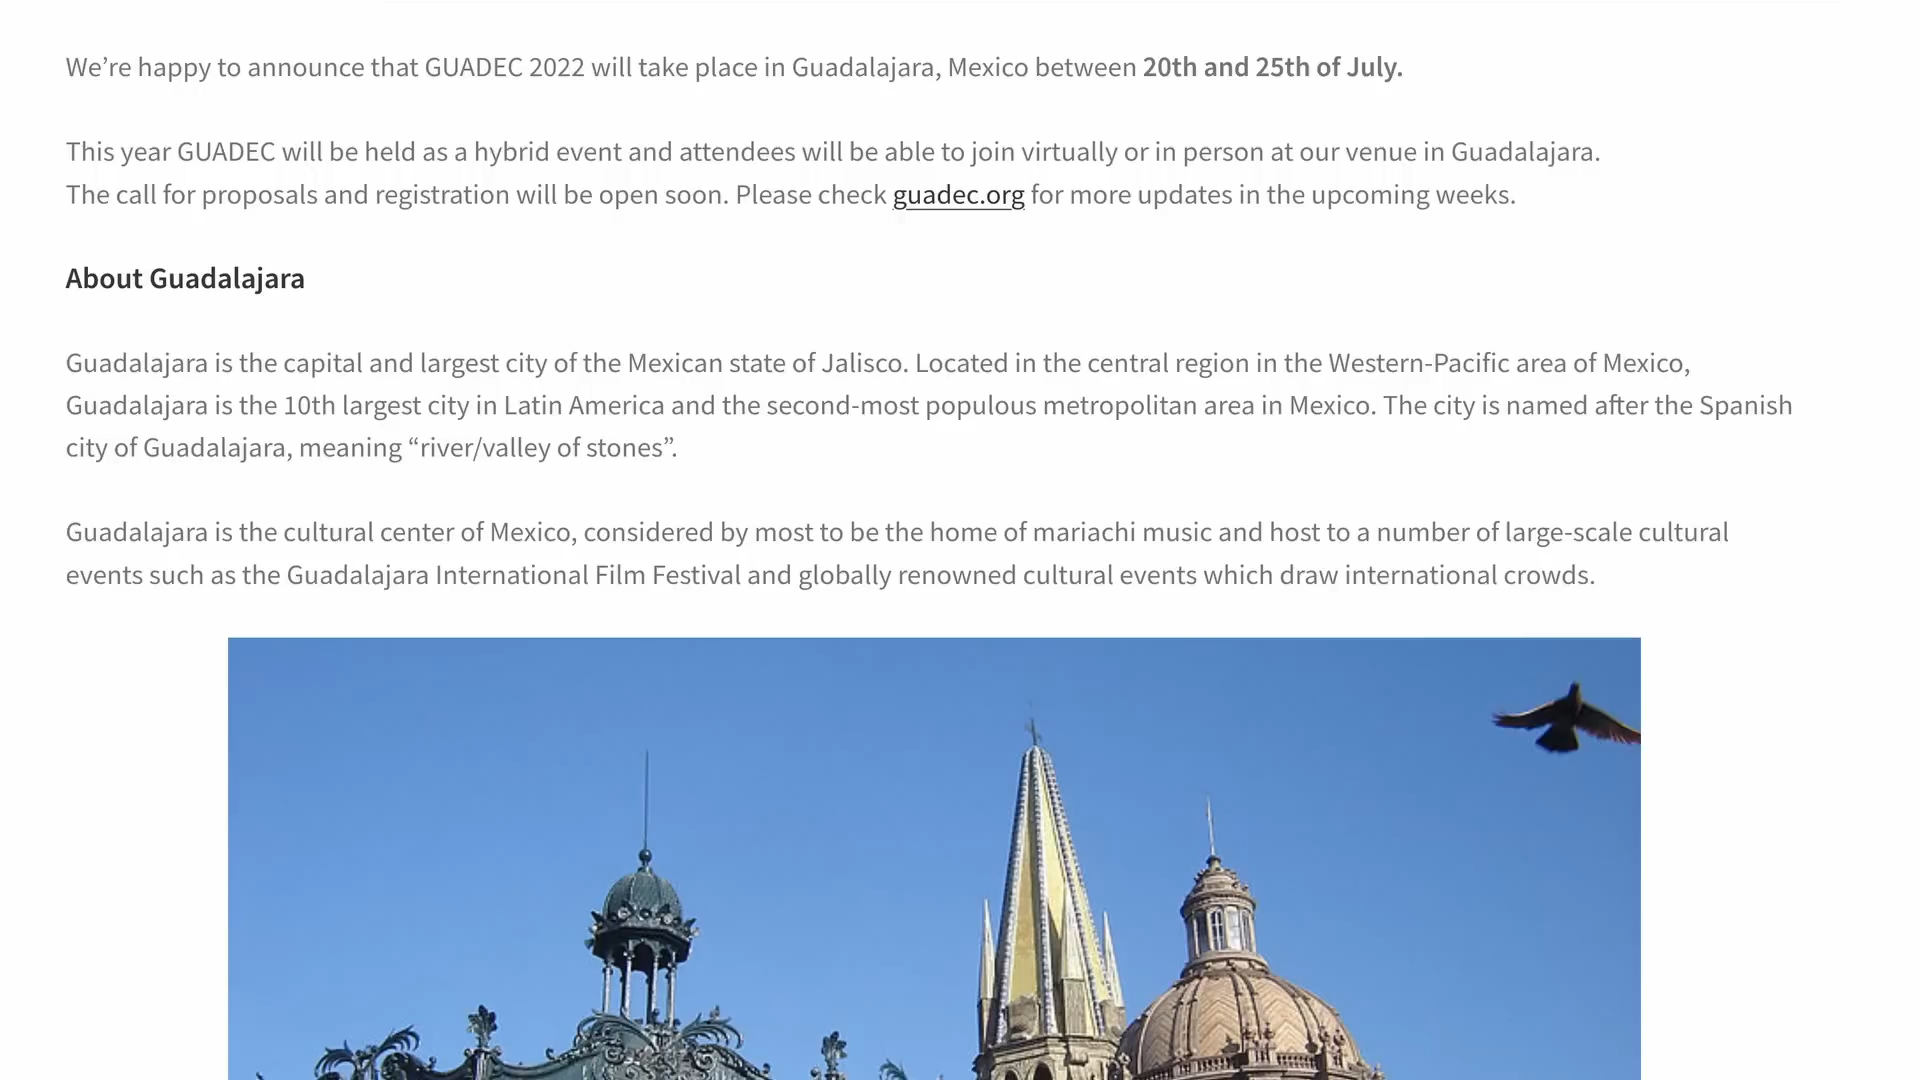 We’re happy to announce that GUADEC 2022 will take place in Guadalajara, Mexico between 20th and 25th of July.
This year GUADEC will be held as a hybrid event and attendees will be able to join virtually or in person at our venue in Guadalajara.
The call for proposals and registration will be open soon. Please check guadec.org for more updates in the upcoming weeks.
About Guadalajara
Guadalajara is the capital and largest city of the Mexican state of Jalisco. Located in the central region in the Western-Pacific area of Mexico,
Guadalajara is the 10th largest city in Latin America and the second-most populous metropolitan area in Mexico. The city is named after the Spanish
city of Guadalajara, meaning “river/valley of stones”.
Guadalajara is the cultural center of Mexico, considered by most to be the home of mariachi music and host to a number of large-scale cultural
events such as the Guadalajara International Film Festival and globally renowned cultural events which draw international crowds.